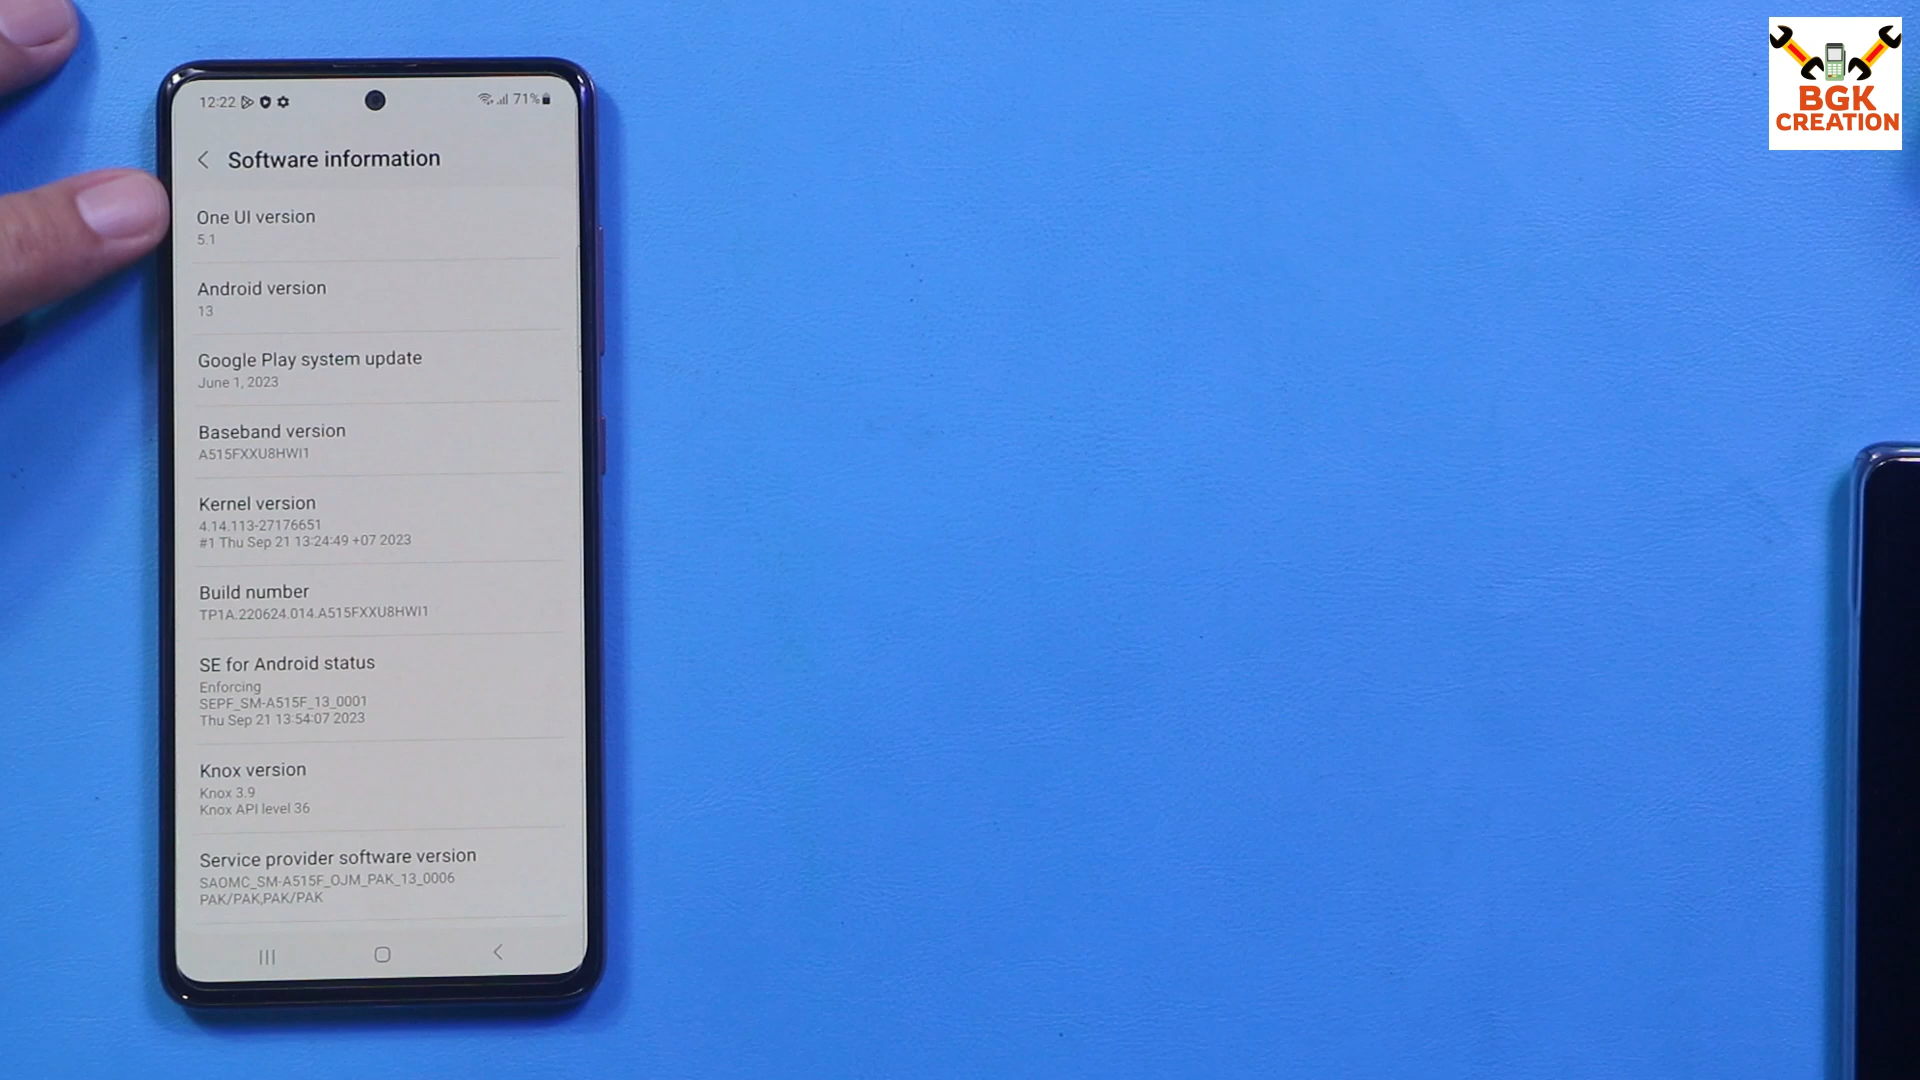 12:22
71%
Software information
One UI version
5.1
Android version
13
Google Play system update
June 1, 2023
Baseband version
A515FXXU8HWI1
Kernel version
4.14.113-27176651
#1 Thu Sep 21 13:24:49 +07 2023
Build number
TP1A.220624.014.A515FXXU8HWI1
SE for Android status
Enforcing
SEPF_SM-A515F_13_0001
Thu Sep 21 13:54:07 2023
Knox version
Knox 3.9
Knox API level 36
Service provider software version
SAOMC_SM-A515F_OJM_PAK_13_0006
PAK/PAK,PAK/PAK
BGK
CREATION